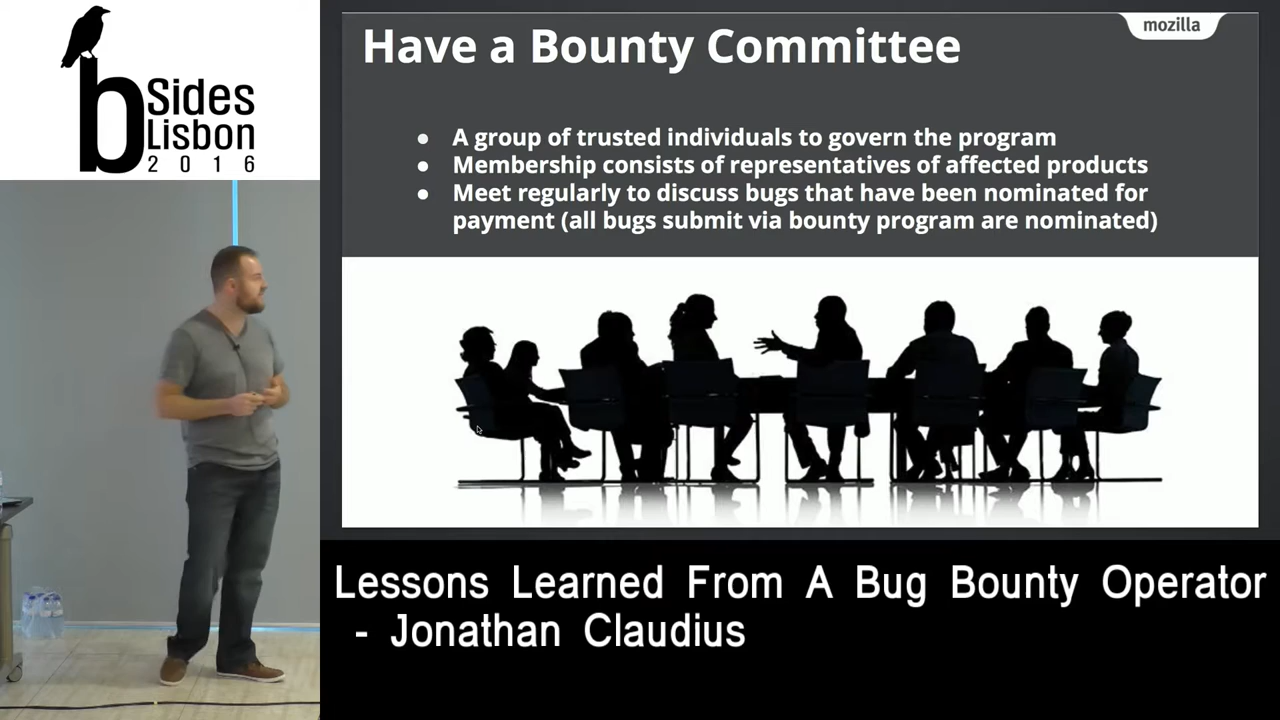 b Sides
Lisbon
2016
mozilla
Have a Bounty Committee
● A group of trusted individuals to govern the program
● Membership consists of representatives of affected products
● Meet regularly to discuss bugs that have been nominated for
payment (all bugs submit via bounty program are nominated)
Lessons Learned From A Bug Bounty Operator
- Jonathan Claudius